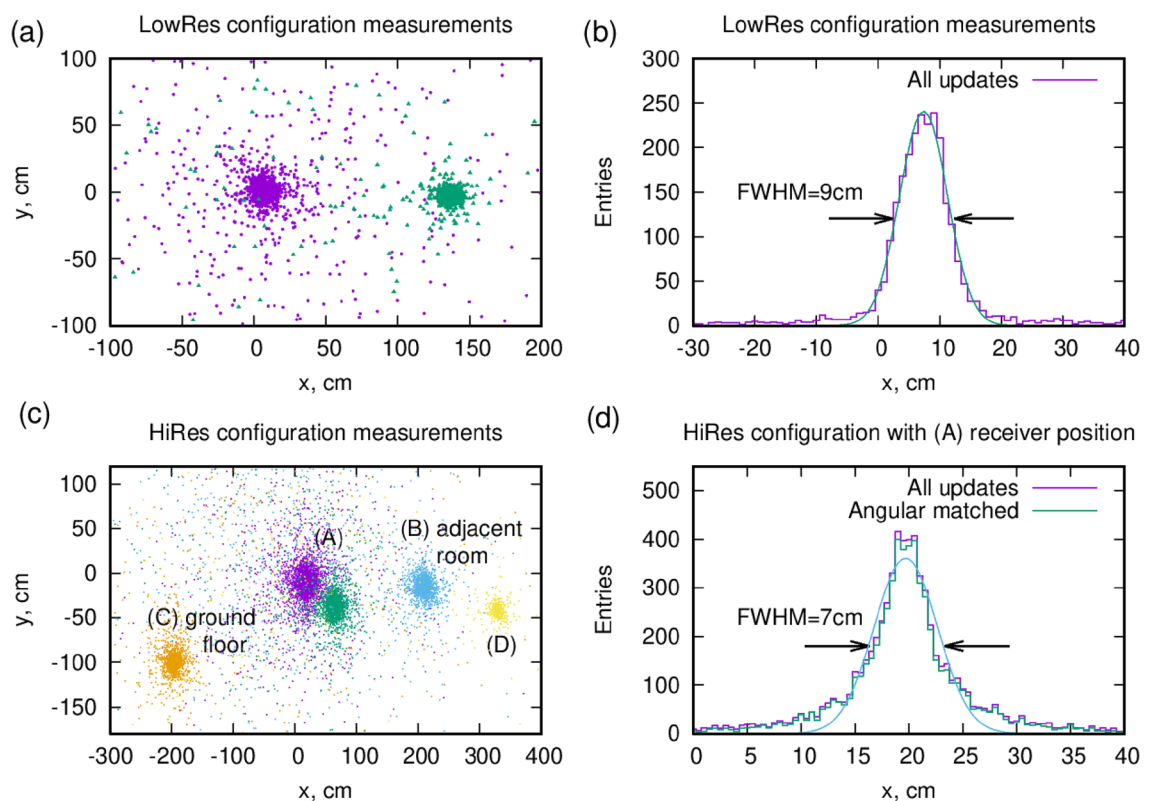 (a)
LowRes configuration measurements
100
50
0
-50
-100
y, cm
-100 -50 0 50 100 150 200
x, cm
(b)
LowRes configuration measurements
All updates
FWHM=9cm
300
250
200
150
100
50
0
Entries
-30 -20 -10 0 10 20 30 40
x, cm
(c)
HiRes configuration measurements
(A)
(B) adjacent
room
(C) ground
floor
(D)
100
50
0
-50
-100
-150
y, cm
-300 -200 -100 0 100 200 300 400
x, cm
(d)
HiRes configuration with (A) receiver position
All updates
Angular matched
FWHM=7cm
500
400
300
200
100
0
Entries
0 5 10 15 20 25 30 35 40
x, cm